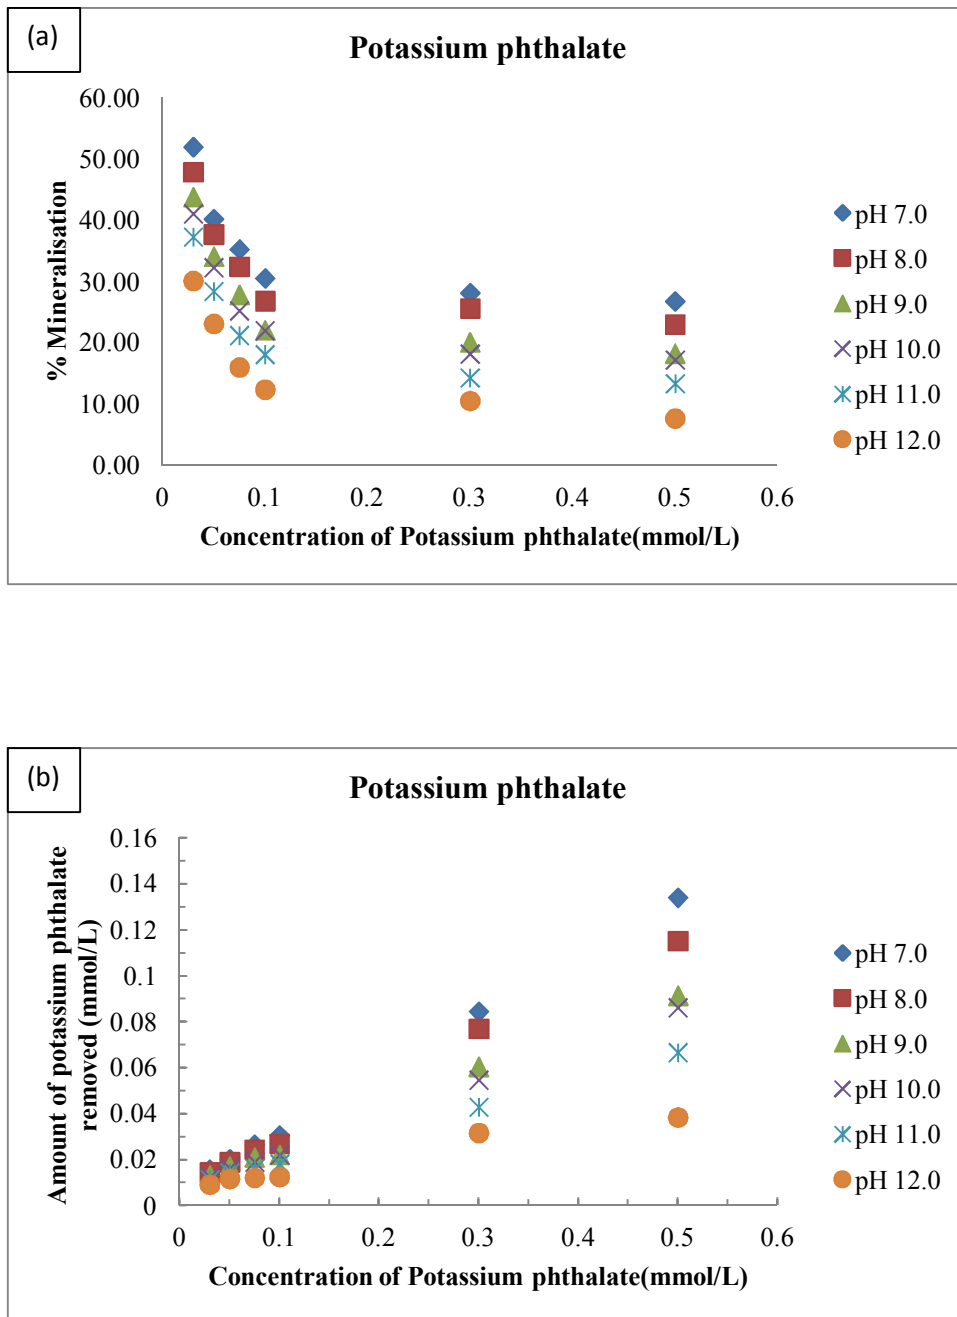 (a)
Potassium phthalate
60.00
50.00
40.00
30.00
20.00
10.00
0.00
% Mineralisation
0 0.1 0.2 0.3 0.4 0.5 0.6
Concentration of Potassium phthalate(mmol/L)
pH 7.0
pH 8.0
pH 9.0
pH 10.0
pH 11.0
pH 12.0
(b)
Potassium phthalate
0.16
0.14
0.12
0.1
0.08
0.06
0.04
0.02
0
Amount of potassium phthalate
removed (mmol/L)
0 0.1 0.2 0.3 0.4 0.5 0.6
Concentration of Potassium phthalate(mmol/L)
pH 7.0
pH 8.0
pH 9.0
pH 10.0
pH 11.0
pH 12.0